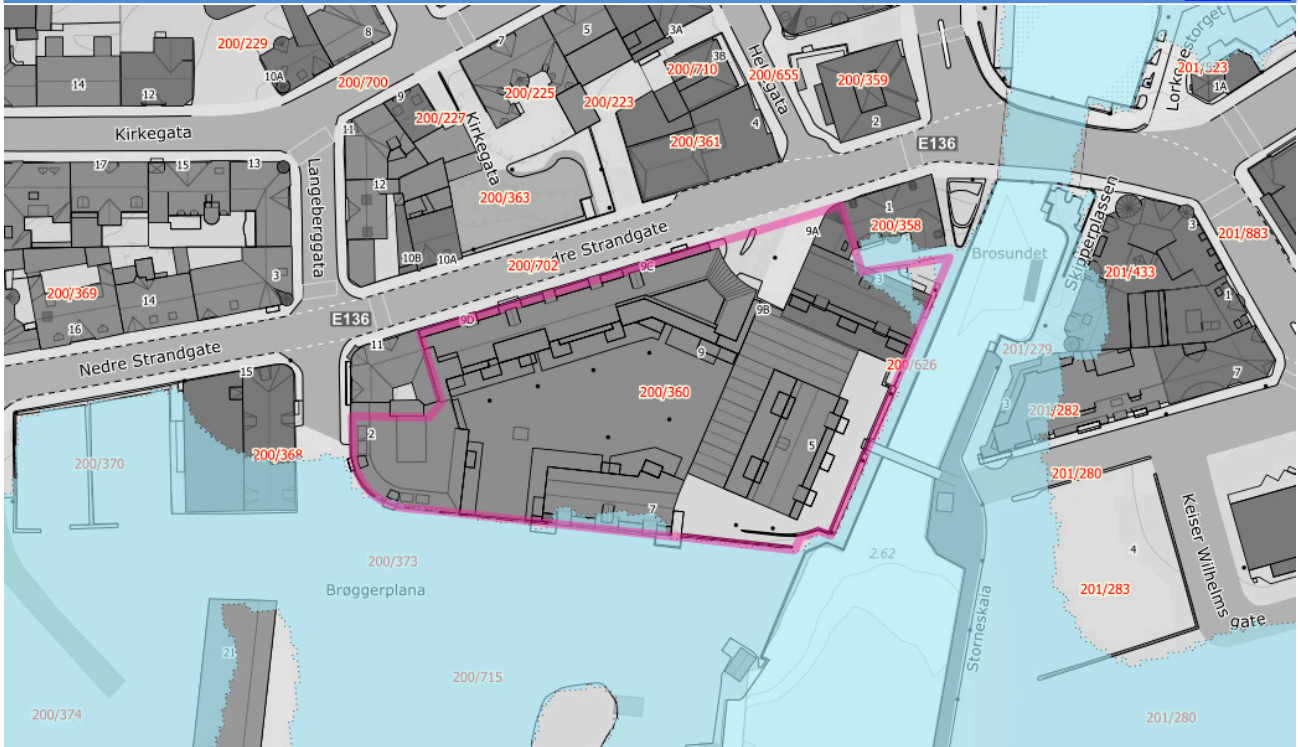 200/229
8
5
3A
7
Lorkenestorget
14
12
10A
200/700
200/710
3B
Hellegata
200/655
200/359
201/523
1A
9
200/225
200/223
Kirkegata
11
200/227
Kirkegata
4
200/361
2
E136
17
15
13
Langeberggata
12
200/363
1
200/358
Skipperplassen
3
201/883
10B
10A
200/702
dre Strandgate
9A
Brosundet
201/433
9C
3
200/369
14
3
16
E136
9D
9B
1
Nedre Strandgate
11
9
200/626
201/279
15
200/360
7
3
201/282
2
5
200/370
200/368
201/280
7
Keiser Wilhelms gate
2.62
4
200/373
Brøggerplana
201/283
Storneskaia
21
200/715
200/374
201/280